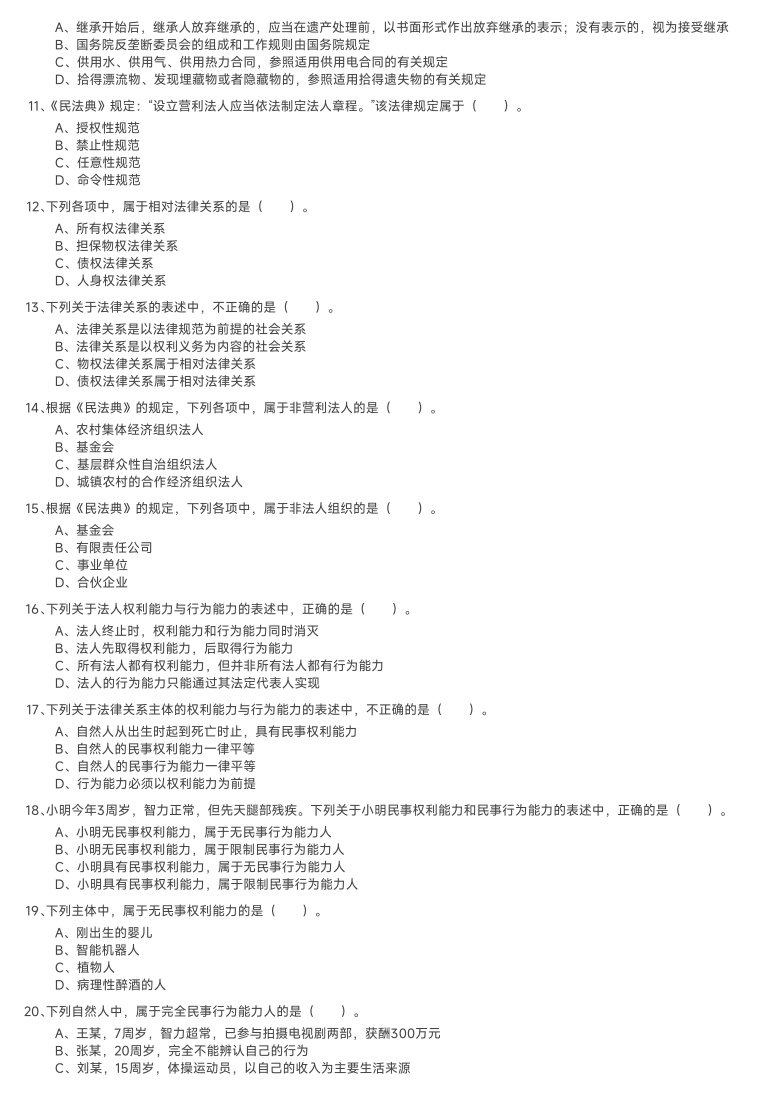 A、继承开始后，继承人放弃继承的，应当在遗产处理前，以书面形式作出放弃继承的表示；没有表示的，视为接受继承
B、国务院反垄断委员会的组成和工作规则由国务院规定
C、供用水、供用气、供用热力合同，参照适用供用电合同的有关规定
D、拾得漂流物、发现埋藏物或者隐藏物的，参照适用拾得遗失物的有关规定
11、《民法典》规定：“设立营利法人应当依法制定法人章程。”该法律规定属于（　　）。
A、授权性规范
B、禁止性规范
C、任意性规范
D、命令性规范
12、下列各项中，属于相对法律关系的是（　　）。
A、所有权法律关系
B、担保物权法律关系
C、债权法律关系
D、人身权法律关系
13、下列关于法律关系的表述中，不正确的是（　　）。
A、法律关系是以法律规范为前提的社会关系
B、法律关系是以权利义务为内容的社会关系
C、物权法律关系属于相对法律关系
D、债权法律关系属于相对法律关系
14、根据《民法典》的规定，下列各项中，属于非营利法人的是（　　）。
A、农村集体经济组织法人
B、基金会
C、基层群众性自治组织法人
D、城镇农村的合作经济组织法人
15、根据《民法典》的规定，下列各项中，属于非法人组织的是（　　）。
A、基金会
B、有限责任公司
C、事业单位
D、合伙企业
16、下列关于法人权利能力与行为能力的表述中，正确的是（　　）。
A、法人终止时，权利能力和行为能力同时消灭
B、法人先取得权利能力，后取得行为能力
C、所有法人都有权利能力，但并非所有法人都有行为能力
D、法人的行为能力只能通过其法定代表人实现
17、下列关于法律关系主体的权利能力与行为能力的表述中，不正确的是（　　）。
A、自然人从出生时起到死亡时止，具有民事权利能力
B、自然人的民事权利能力一律平等
C、自然人的民事行为能力一律平等
D、行为能力必须以权利能力为前提
18、小明今年3周岁，智力正常，但先天腿部残疾。下列关于小明民事权利能力和民事行为能力的表述中，正确的是（　　）。
A、小明无民事权利能力，属于无民事行为能力人
B、小明无民事权利能力，属于限制民事行为能力人
C、小明具有民事权利能力，属于无民事行为能力人
D、小明具有民事权利能力，属于限制民事行为能力人
19、下列主体中，属于无民事权利能力的是（　　）。
A、刚出生的婴儿
B、智能机器人
C、植物人
D、病理性醉酒的人
20、下列自然人中，属于完全民事行为能力人的是（　　）。
A、王某，7周岁，智力超常，已参与拍摄电视剧两部，获酬300万元
B、张某，20周岁，完全不能辨认自己的行为
C、刘某，15周岁，体操运动员，以自己的收入为主要生活来源